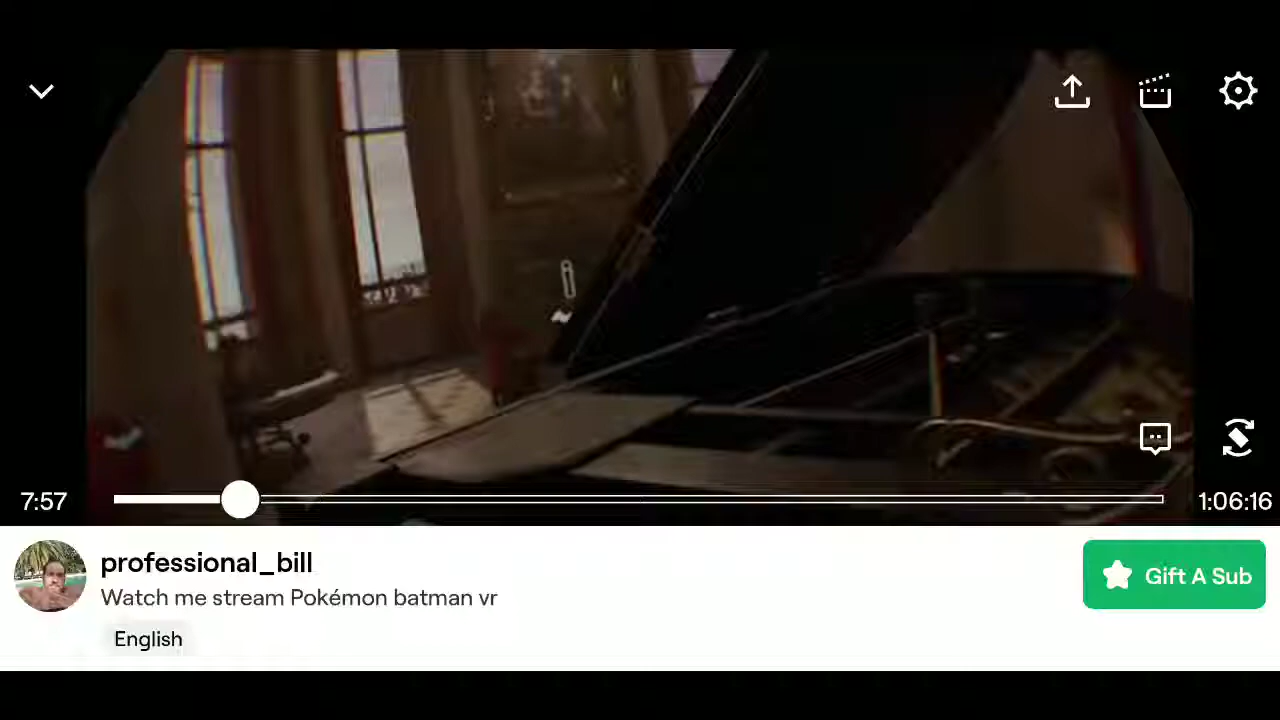 7:57
1:06:16
professional_bill
Gift A Sub
Watch me stream Pokémon batman vr
English